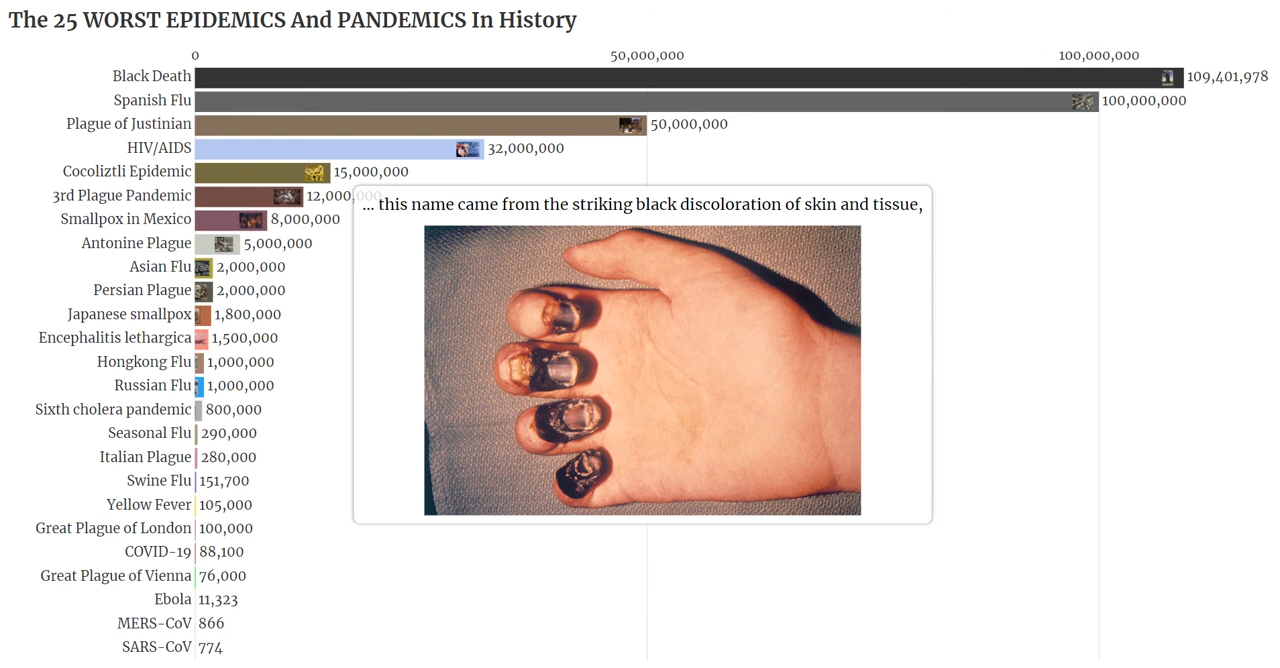 The 25 WORST EPIDEMICS And PANDEMICS In History
0 50,000,000 100,000,000
Black Death 109,401,978
Spanish Flu 100,000,000
Plague of Justinian 50,000,000
HIV/AIDS 32,000,000
Cocoliztli Epidemic 15,000,000
3rd Plague Pandemic 12,000,000
... this name came from the striking black discoloration of skin and tissue,
Smallpox in Mexico 8,000,000
Antonine Plague 5,000,000
Asian Flu 2,000,000
Persian Plague 2,000,000
Japanese smallpox 1,800,000
Encephalitis lethargica 1,500,000
Hongkong Flu 1,000,000
Russian Flu 1,000,000
Sixth cholera pandemic 800,000
Seasonal Flu 290,000
Italian Plague 280,000
Swine Flu 151,700
Yellow Fever 105,000
Great Plague of London 100,000
COVID-19 88,100
Great Plague of Vienna 76,000
Ebola 11,323
MERS-CoV 866
SARS-CoV 774